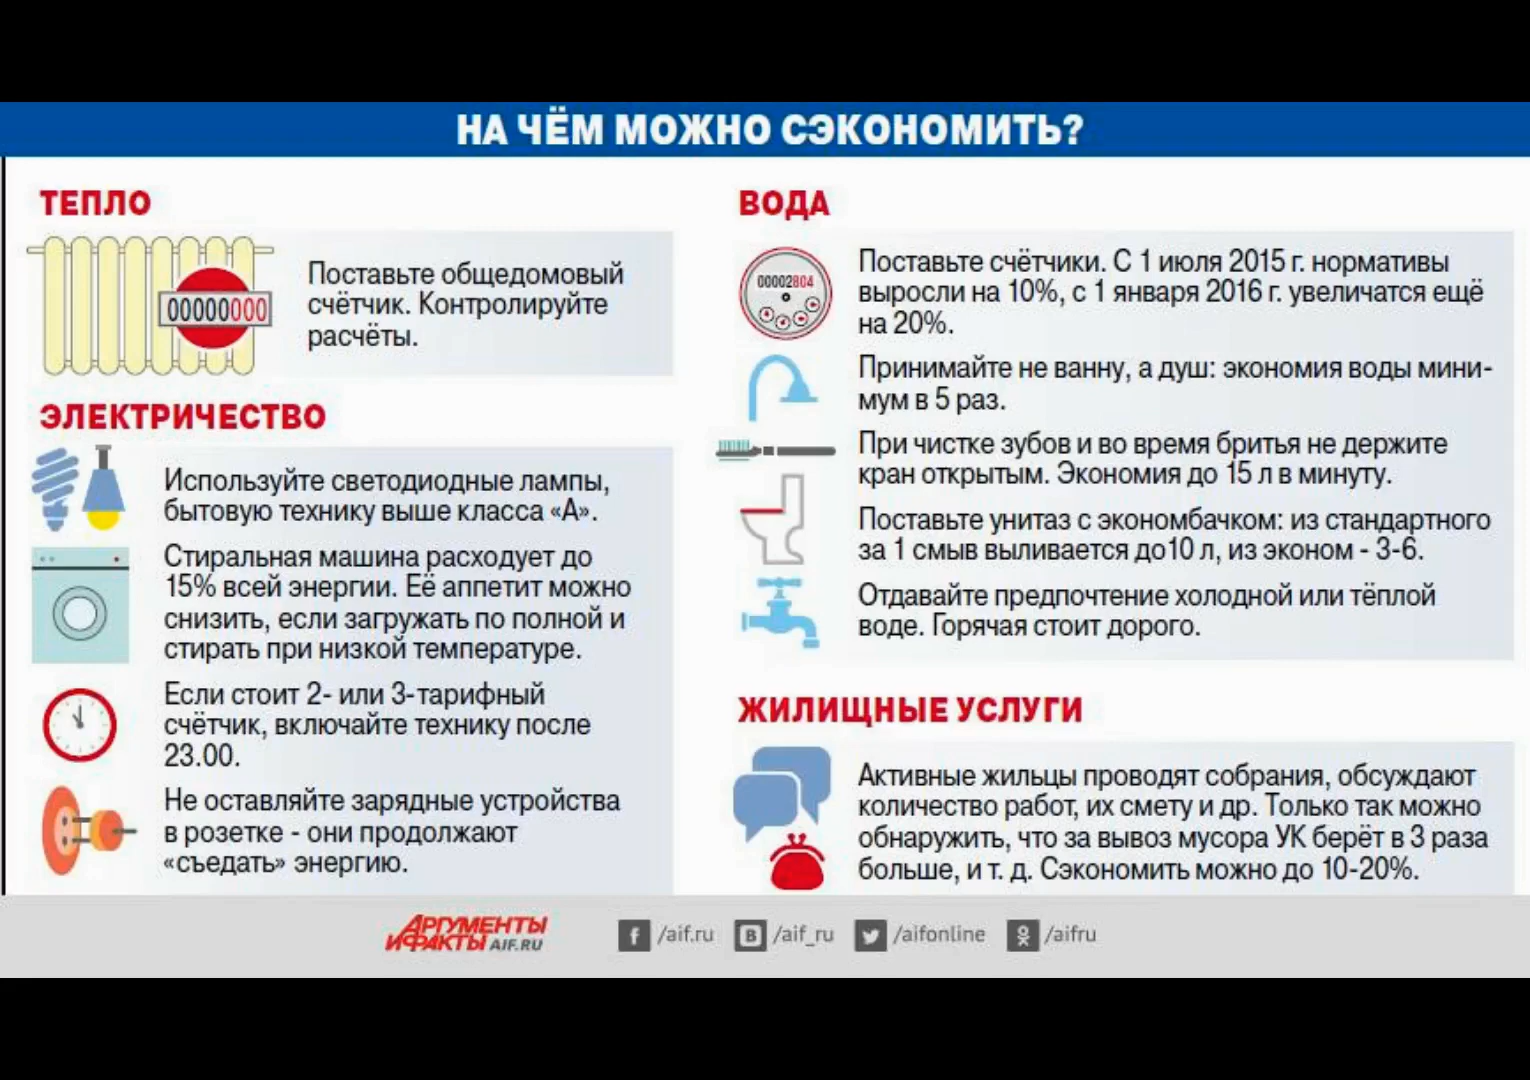 НА ЧЁМ МОЖНО СЭКОНОМИТЬ?
ТЕПЛО
00000000
Поставьте общедомовый
счётчик. Контролируйте
расчёты.
ЭЛЕКТРИЧЕСТВО
Используйте светодиодные лампы,
бытовую технику выше класса «А».
Стиральная машина расходует до
15% всей энергии. Её аппетит можно
снизить, если загружать по полной и
стирать при низкой температуре.
Если стоит 2- или 3-тарифный
счётчик, включайте технику после
23.00.
Не оставляйте зарядные устройства
в розетке - они продолжают
«съедать» энергию.
ВОДА
00002804
Поставьте счётчики. С 1 июля 2015 г. нормативы
выросли на 10%, с 1 января 2016 г. увеличатся ещё
на 20%.
Принимайте не ванну, а душ: экономия воды мини-
мум в 5 раз.
При чистке зубов и во время бритья не держите
кран открытым. Экономия до 15 л в минуту.
Поставьте унитаз с экономбачком: из стандартного
за 1 смыв выливается до10 л, из эконом - 3-6.
Отдавайте предпочтение холодной или тёплой
воде. Горячая стоит дорого.
ЖИЛИЩНЫЕ УСЛУГИ
Активные жильцы проводят собрания, обсуждают
количество работ, их смету и др. Только так можно
обнаружить, что за вывоз мусора УК берёт в 3 раза
больше, и т. д. Сэкономить можно до 10-20%.
АРГУМЕНТЫ
И ФАКТЫ AIF.RU
f /aif.ru B /aif_ru /aifonline /aifru